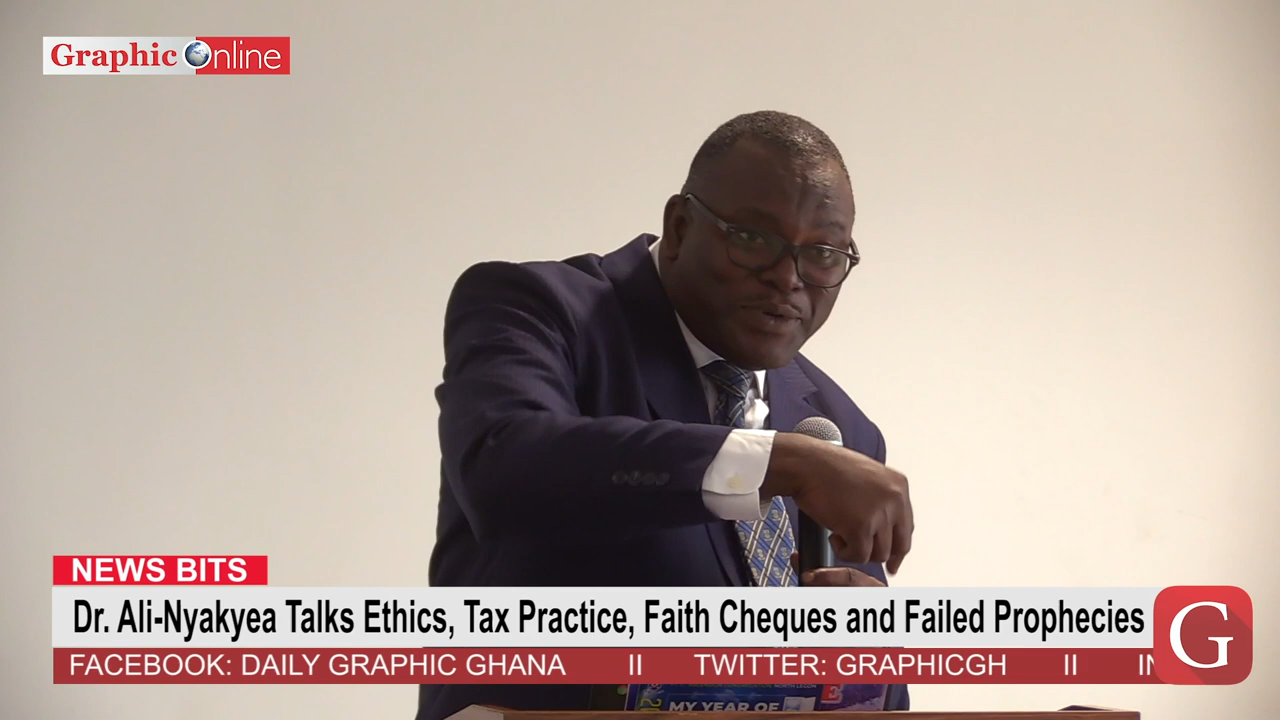 Graphic Online
NEWS BITS
Dr. Ali-Nyakyea Talks Ethics, Tax Practice, Faith Cheques and Failed Prophecies
G
FACEBOOK: DAILY GRAPHIC GHANA II TWITTER: GRAPHICGH II
MY YEAR OF